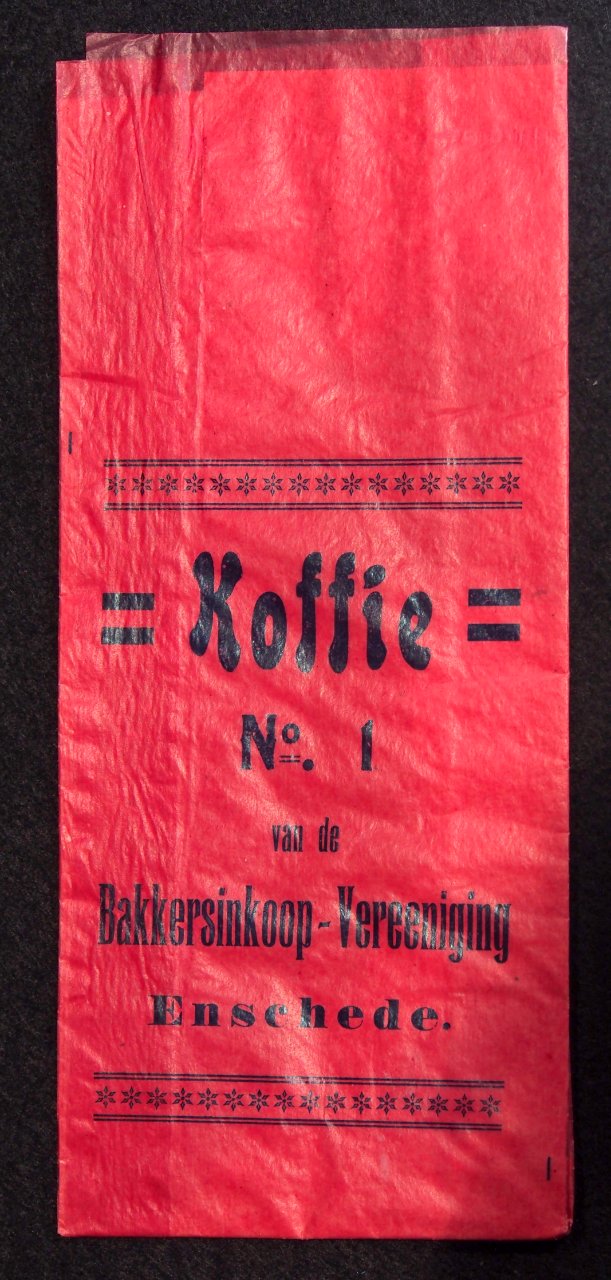 = Koffie =
Nº. 1
van de
Bakkersinkoop-Vereeniging
Enschede.